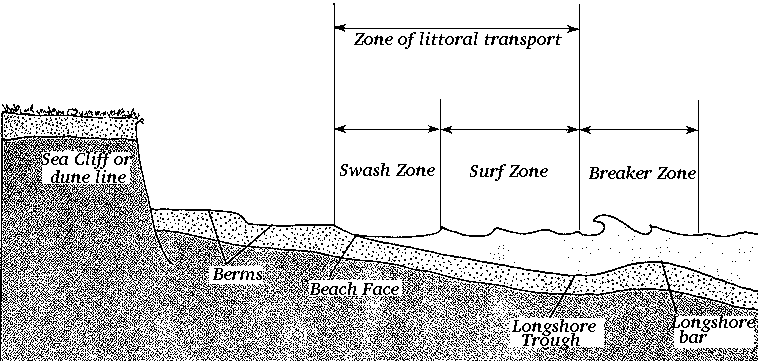 Zone of littoral transport
Sea Cliff or
dune line
Swash Zone
Surf Zone
Breaker Zone
Berms
Beach Face
Longshore
Trough
Longshore
bar